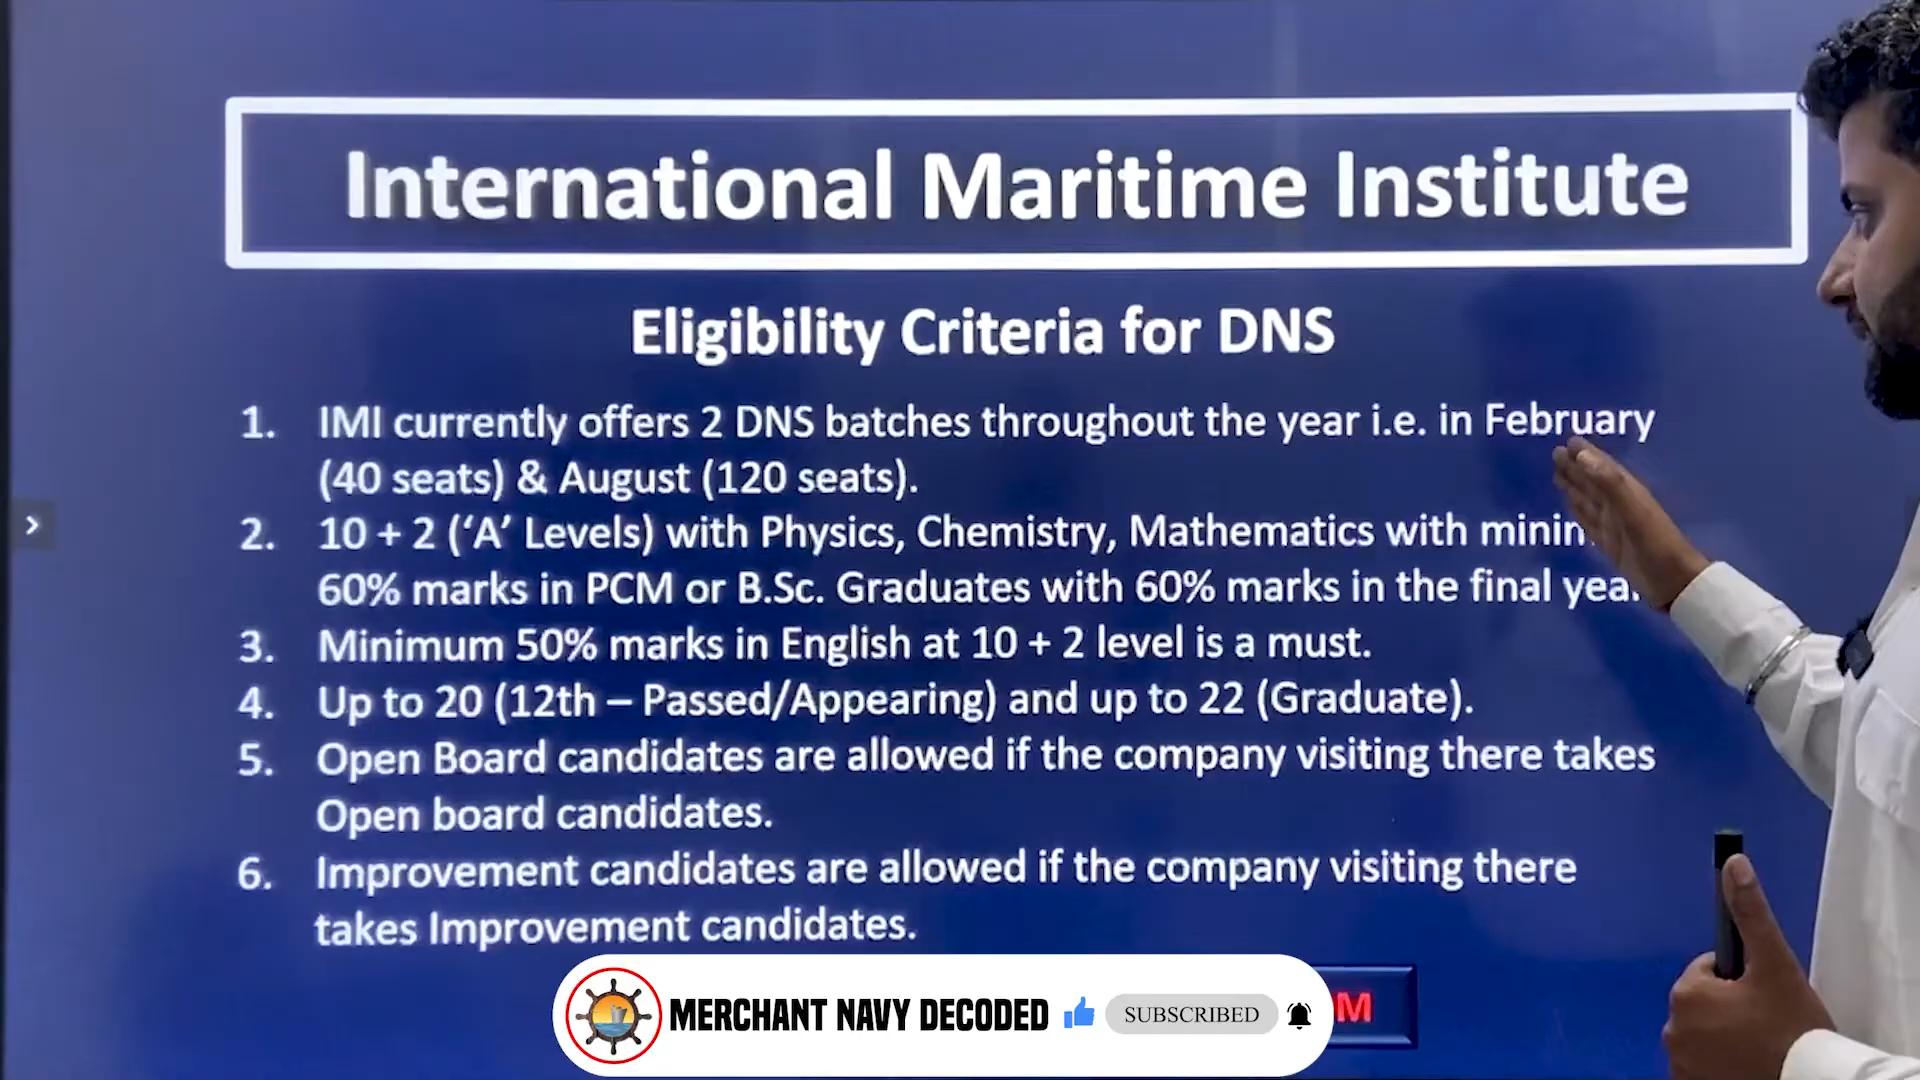 International Maritime Institute
Eligibility Criteria for DNS
1. IMI currently offers 2 DNS batches throughout the year i.e. in February
(40 seats) & August (120 seats).
2. 10 + 2 (‘A’ Levels) with Physics, Chemistry, Mathematics with
60% marks in PCM or B.Sc. Graduates with 60% marks in the final
3. Minimum 50% marks in English at 10 + 2 level is a must.
4. Up to 20 (12th – Passed/Appearing) and up to 22 (Graduate).
5. Open Board candidates are allowed if the company visiting there takes
Open board candidates.
6. Improvement candidates are allowed if the company visiting there
takes Improvement candidates.
MERCHANT NAVY DECODED SUBSCRIBED